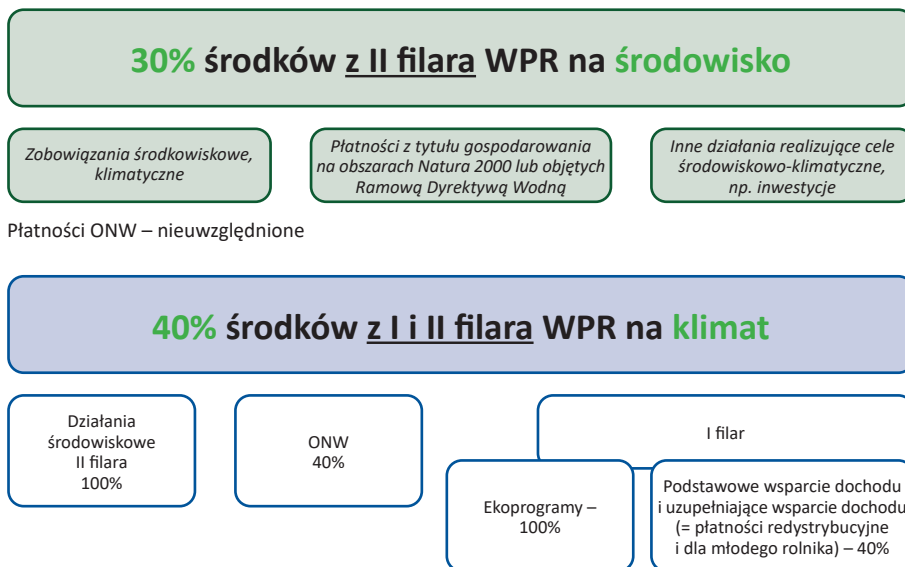 30% środków z II filara WPR na środowisko
Zobowiązania środkowiskowe,
klimatyczne
Płatności z tytułu gospodarowania
na obszarach Natura 2000 lub objętych
Ramową Dyrektywą Wodną
Inne działania realizujące cele
środowiskowo-klimatyczne,
np. inwestycje
Płatności ONW – nieuwzględnione
40% środków z I i II filara WPR na klimat
Działania
środowiskowe
II filara
100%
ONW
40%
I filar
Ekoprogramy –
100%
Podstawowe wsparcie dochodu
i uzupełniające wsparcie dochodu
(= płatności redystrybucyjne
i dla młodego rolnika) – 40%